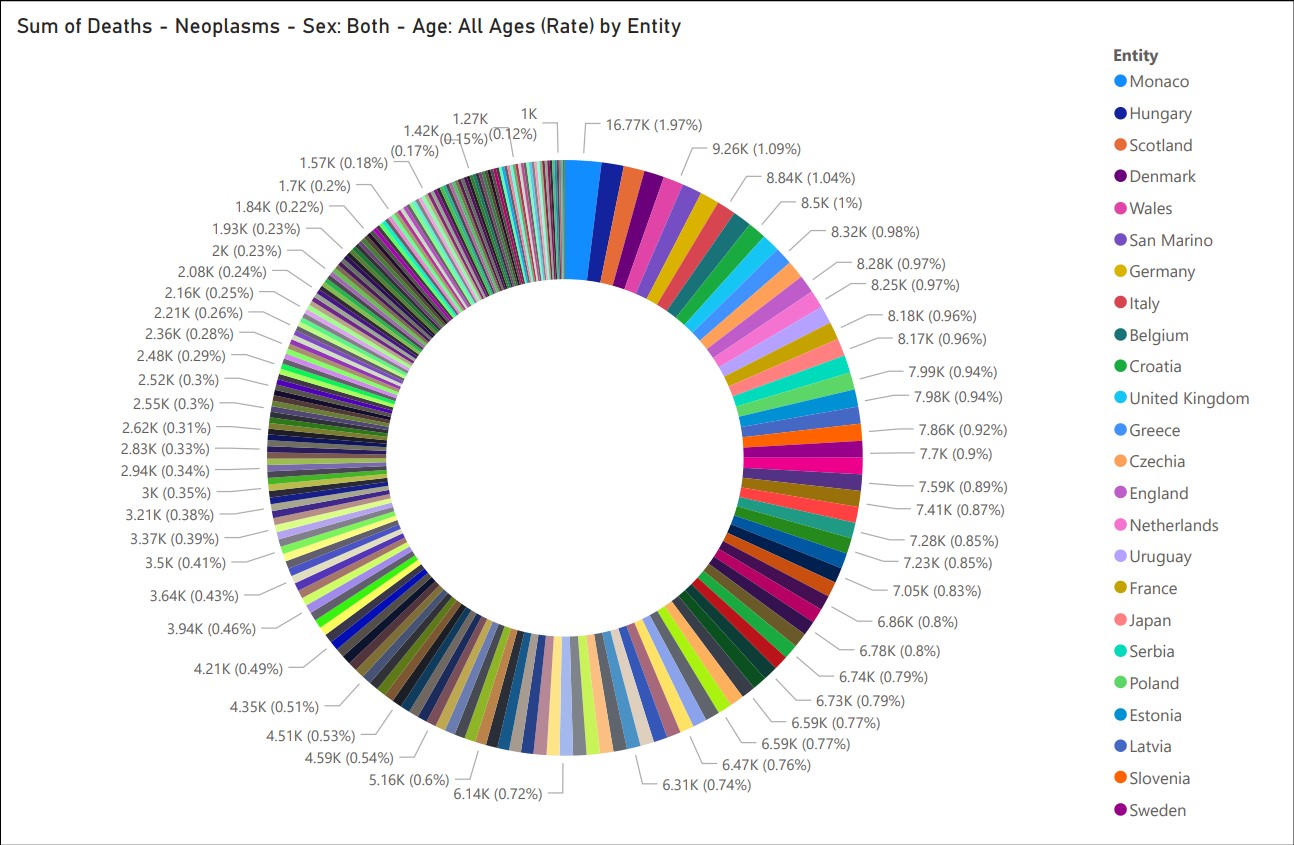 Sum of Deaths - Neoplasms - Sex: Both - Age: All Ages (Rate) by Entity
16.77K (1.97%)
9.26K (1.09%)
8.84K (1.04%)
8.5K (1%)
8.32K (0.98%)
8.28K (0.97%)
8.25K (0.97%)
8.18K (0.96%)
8.17K (0.96%)
7.99K (0.94%)
7.98K (0.94%)
7.86K (0.92%)
7.7K (0.9%)
7.59K (0.89%)
7.41K (0.87%)
7.28K (0.85%)
7.23K (0.85%)
7.05K (0.83%)
6.86K (0.8%)
6.78K (0.8%)
6.74K (0.79%)
6.73K (0.79%)
6.59K (0.77%)
6.59K (0.77%)
6.47K (0.76%)
6.31K (0.74%)
6.14K (0.72%)
5.16K (0.6%)
4.59K (0.54%)
4.51K (0.53%)
4.35K (0.51%)
4.21K (0.49%)
3.94K (0.46%)
3.64K (0.43%)
3.5K (0.41%)
3.37K (0.39%)
3.21K (0.38%)
3K (0.35%)
2.94K (0.34%)
2.83K (0.33%)
2.62K (0.31%)
2.55K (0.3%)
2.52K (0.3%)
2.48K (0.29%)
2.36K (0.28%)
2.21K (0.26%)
2.16K (0.25%)
2.08K (0.24%)
2K (0.23%)
1.93K (0.23%)
1.84K (0.22%)
1.7K (0.2%)
1.57K (0.18%)
1.42K
(0.17%)
1.27K
(0.15%)
1K
(0.12%)
Entity
Monaco
Hungary
Scotland
Denmark
Wales
San Marino
Germany
Italy
Belgium
Croatia
United Kingdom
Greece
Czechia
England
Netherlands
Uruguay
France
Japan
Serbia
Poland
Estonia
Latvia
Slovenia
Sweden